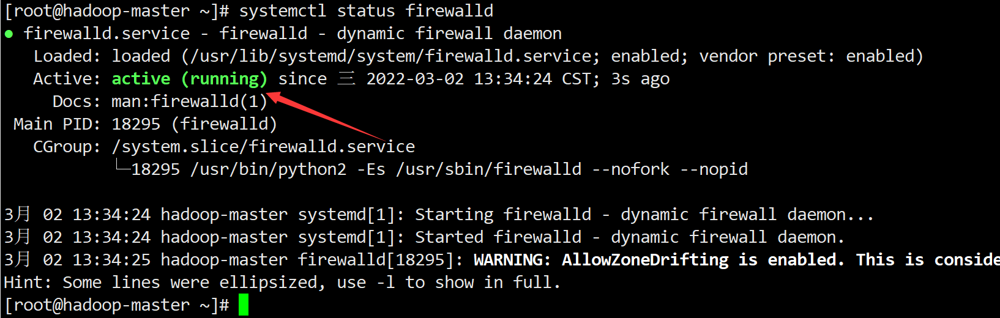 [root@hadoop-master ~]# systemctl status firewalld
● firewalld.service - firewalld - dynamic firewall daemon
   Loaded: loaded (/usr/lib/systemd/system/firewalld.service; enabled; vendor preset: enabled)
   Active: active (running) since 三 2022-03-02 13:34:24 CST; 3s ago
     Docs: man:firewalld(1)
 Main PID: 18295 (firewalld)
   CGroup: /system.slice/firewalld.service
           └─18295 /usr/bin/python2 -Es /usr/sbin/firewalld --nofork --nopid
3月 02 13:34:24 hadoop-master systemd[1]: Starting firewalld - dynamic firewall daemon...
3月 02 13:34:24 hadoop-master systemd[1]: Started firewalld - dynamic firewall daemon.
3月 02 13:34:25 hadoop-master firewalld[18295]: WARNING: AllowZoneDrifting is enabled. This is conside
Hint: Some lines were ellipsized, use -l to show in full.
[root@hadoop-master ~]#